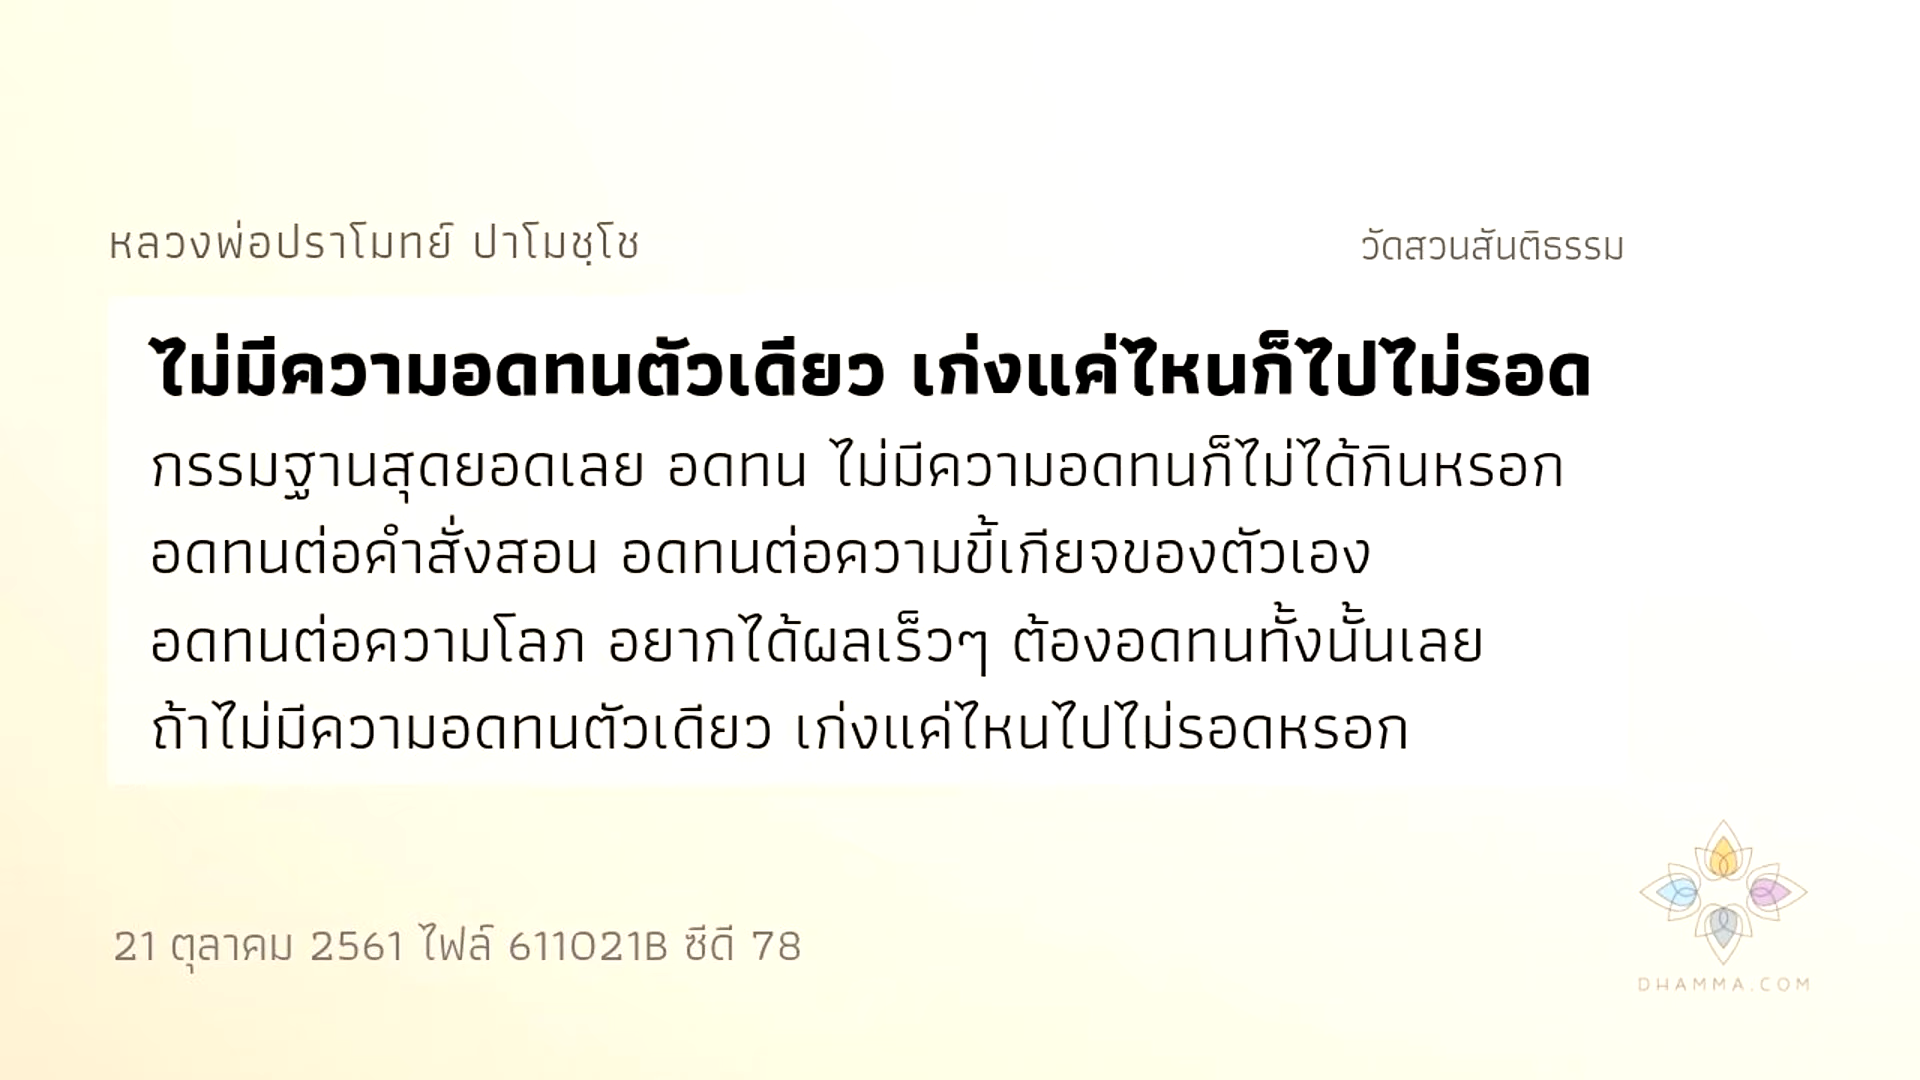 หลวงพ่อปราโมทย์ ปาโมชฺโช
วัดสวนสันติธรรม
ไม่มีความอดทนตัวเดียว เก่งแค่ไหนก็ไปไม่รอด
กรรมฐานสุดยอดเลย อดทน ไม่มีความอดทนก็ไม่ได้กินหรอก
อดทนต่อคำสั่งสอน อดทนต่อความขี้เกียจของตัวเอง
อดทนต่อความโลภ อยากได้ผลเร็วๆ ต้องอดทนทั้งนั้นเลย
ถ้าไม่มีความอดทนตัวเดียว เก่งแค่ไหนไปไม่รอดหรอก
21 ตุลาคม 2561 ไฟล์ 611021B ซีดี 78
DHAMMA.COM